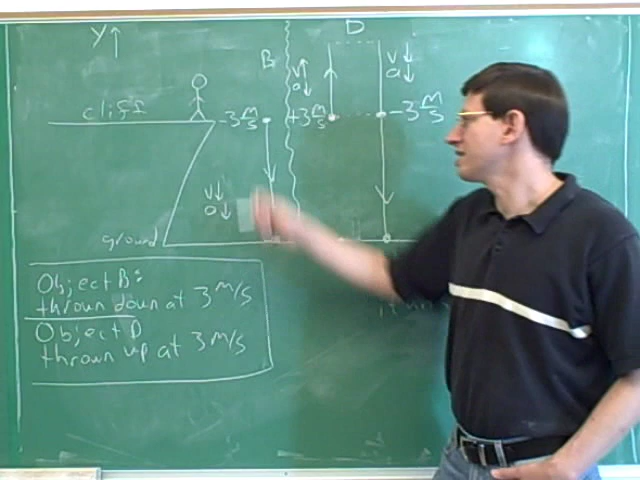 Y↑
D
B
V↑
a↓
V↓
a↓
cliff
-3 m/s
+3 m/s
-3 m/s
V↓
a↓
ground
Object B:
thrown down at 3 m/s
Object D
thrown up at 3 m/s